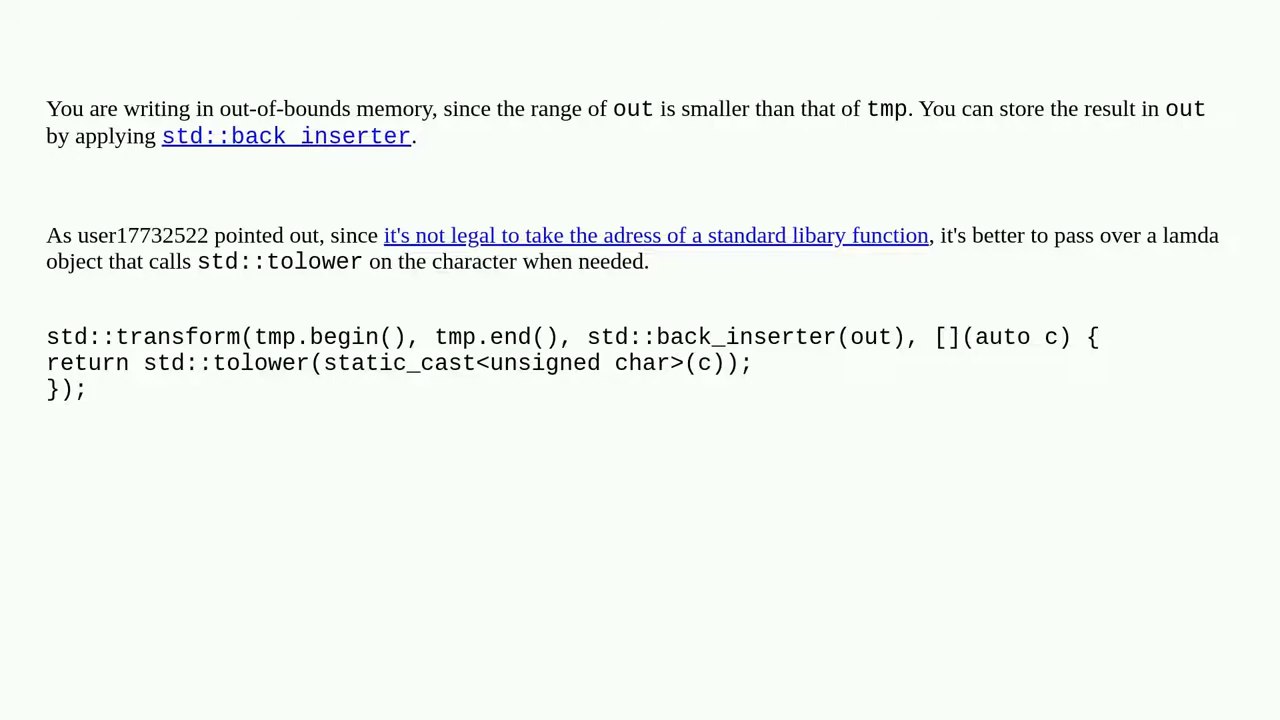 You are writing in out-of-bounds memory, since the range of out is smaller than that of tmp. You can store the result in out
by applying std::back_inserter.
As user17732522 pointed out, since it's not legal to take the adress of a standard libary function, it's better to pass over a lamda
object that calls std::tolower on the character when needed.
std::transform(tmp.begin(), tmp.end(), std::back_inserter(out), [](auto c) {
return std::tolower(static_cast<unsigned char>(c));
});